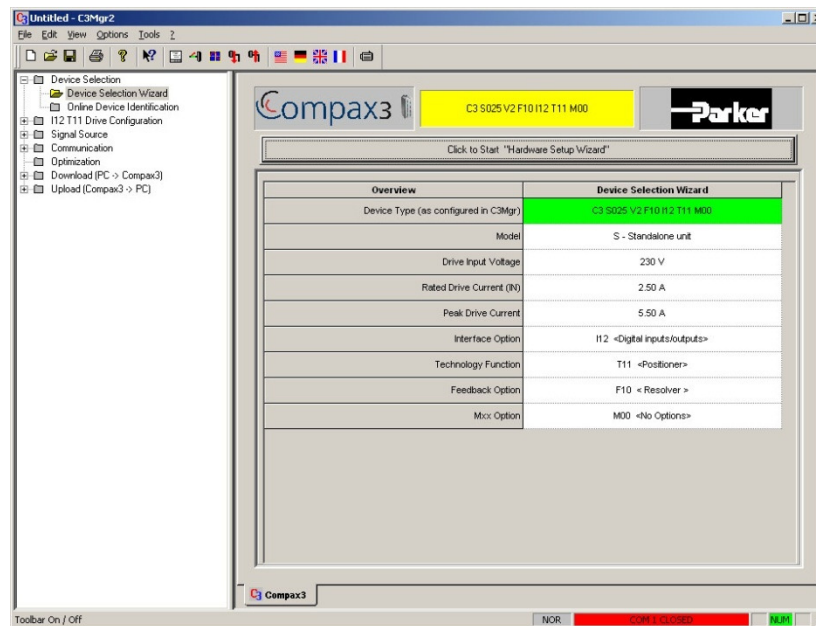 Untitled - C3Mgr2
File Edit View Options Tools ?
Device Selection
Device Selection Wizard
Online Device Identification
I12 T11 Drive Configuration
Signal Source
Communication
Optimization
Download (PC -> Compax3)
Upload (Compax3 -> PC)
Compax3
C3 S025 V2 F10 I12 T11 M00
Parker
Click to Start "Hardware Setup Wizard"
Overview Device Selection Wizard
Device Type (as configured in C3Mgr) C3 S025 V2 F10 I12 T11 M00
Model S - Standalone unit
Drive Input Voltage 230 V
Rated Drive Current (IN) 2.50 A
Peak Drive Current 5.50 A
Interface Option I12 <Digital inputs/outputs>
Technology Function T11 <Positioner>
Feedback Option F10 < Resolver >
Mxx Option M00 <No Options>
C3 Compax3
Toolbar On / Off NOR COM 1 CLOSED NUM